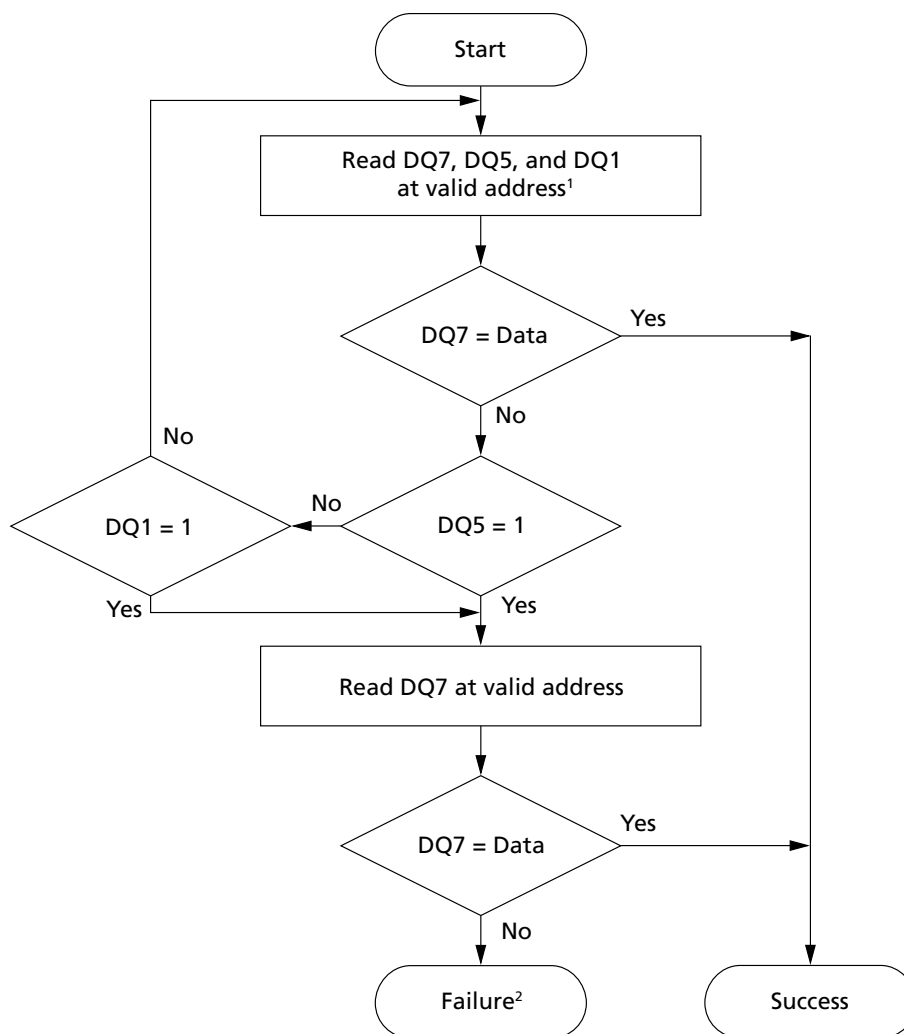 Start
Read DQ7, DQ5, and DQ1
at valid address¹
DQ7 = Data
Yes
No
No
DQ1 = 1
No
DQ5 = 1
Yes
Yes
Read DQ7 at valid address
DQ7 = Data
Yes
No
Failure²
Success